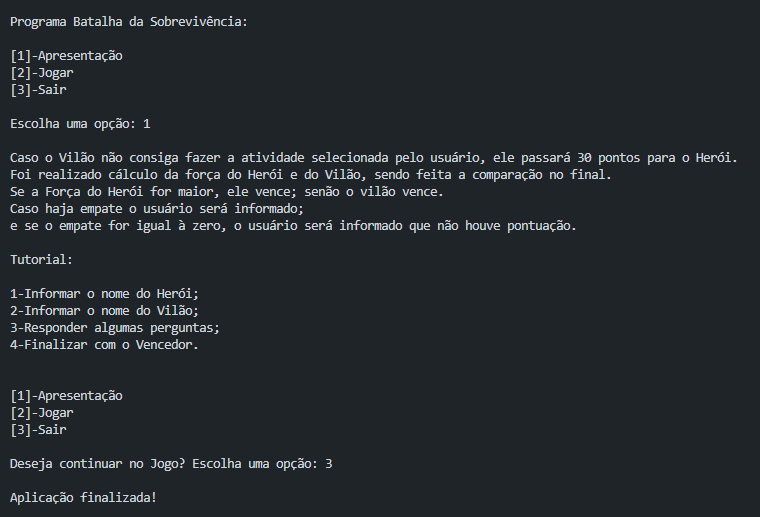 Programa Batalha da Sobrevivência:
[1]-Apresentação
[2]-Jogar
[3]-Sair
Escolha uma opção: 1
Caso o Vilão não consiga fazer a atividade selecionada pelo usuário, ele passará 30 pontos para o Herói.
Foi realizado cálculo da força do Herói e do Vilão, sendo feita a comparação no final.
Se a Força do Herói for maior, ele vence; senão o vilão vence.
Caso haja empate o usuário será informado;
e se o empate for igual à zero, o usuário será informado que não houve pontuação.
Tutorial:
1-Informar o nome do Herói;
2-Informar o nome do Vilão;
3-Responder algumas perguntas;
4-Finalizar com o Vencedor.
[1]-Apresentação
[2]-Jogar
[3]-Sair
Deseja continuar no Jogo? Escolha uma opção: 3
Aplicação finalizada!